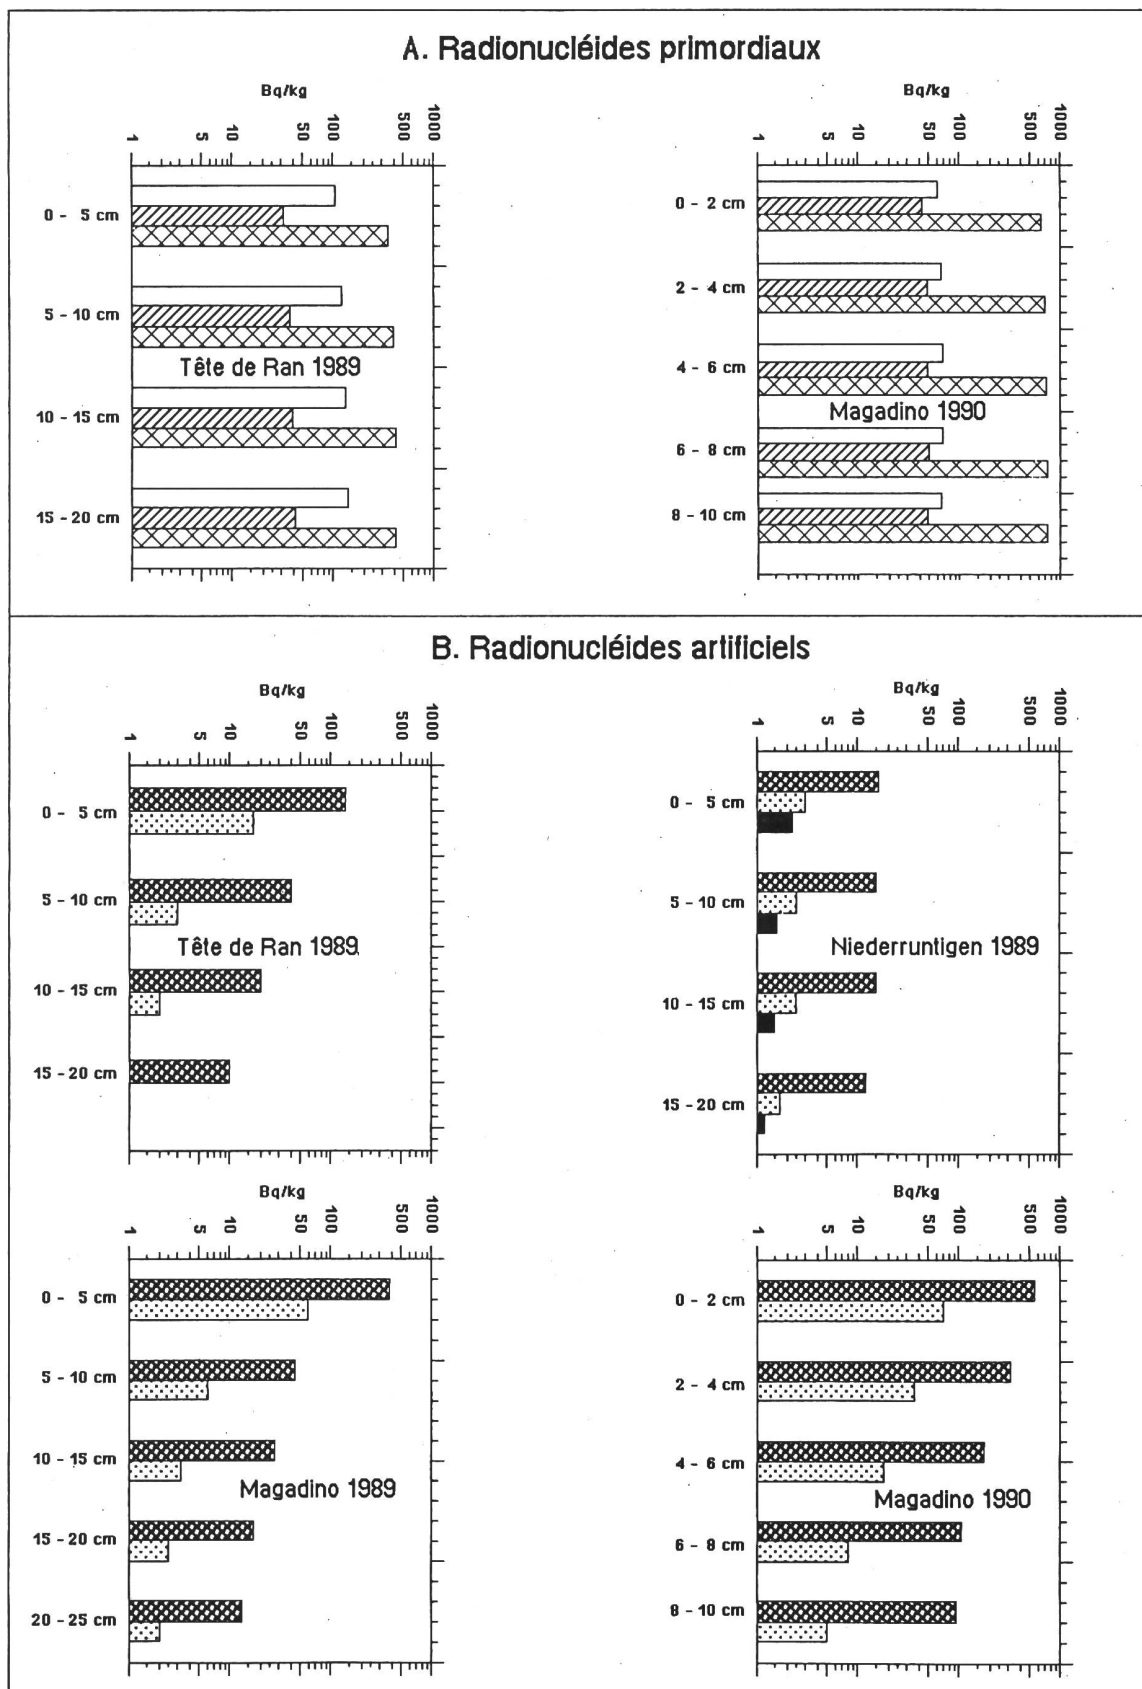 A. Radionucléides primordiaux
Bq/kg
1 5 10 50 100 500 1000
0 - 5 cm
5 - 10 cm
Tête de Ran 1989
10 - 15 cm
15 - 20 cm
Bq/kg
1 5 10 50 100 500 1000
0 - 2 cm
2 - 4 cm
4 - 6 cm
Magadino 1990
6 - 8 cm
8 - 10 cm
B. Radionucléides artificiels
Bq/kg
1 5 10 50 100 500 1000
0 - 5 cm
5 - 10 cm
Tête de Ran 1989
10 - 15 cm
15 - 20 cm
Bq/kg
1 5 10 50 100 500 1000
0 - 5 cm
5 - 10 cm
Niederruntigen 1989
10 - 15 cm
15 - 20 cm
Bq/kg
1 5 10 50 100 500 1000
0 - 5 cm
5 - 10 cm
10 - 15 cm
Magadino 1989
15 - 20 cm
20 - 25 cm
Bq/kg
1 5 10 50 100 500 1000
0 - 2 cm
2 - 4 cm
4 - 6 cm
Magadino 1990
6 - 8 cm
8 - 10 cm